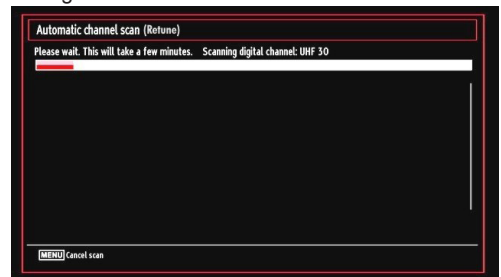 Automatic channel scan (Retune)
Please wait. This will take a few minutes. Scanning digital channel: UHF 30
MENU Cancel scan